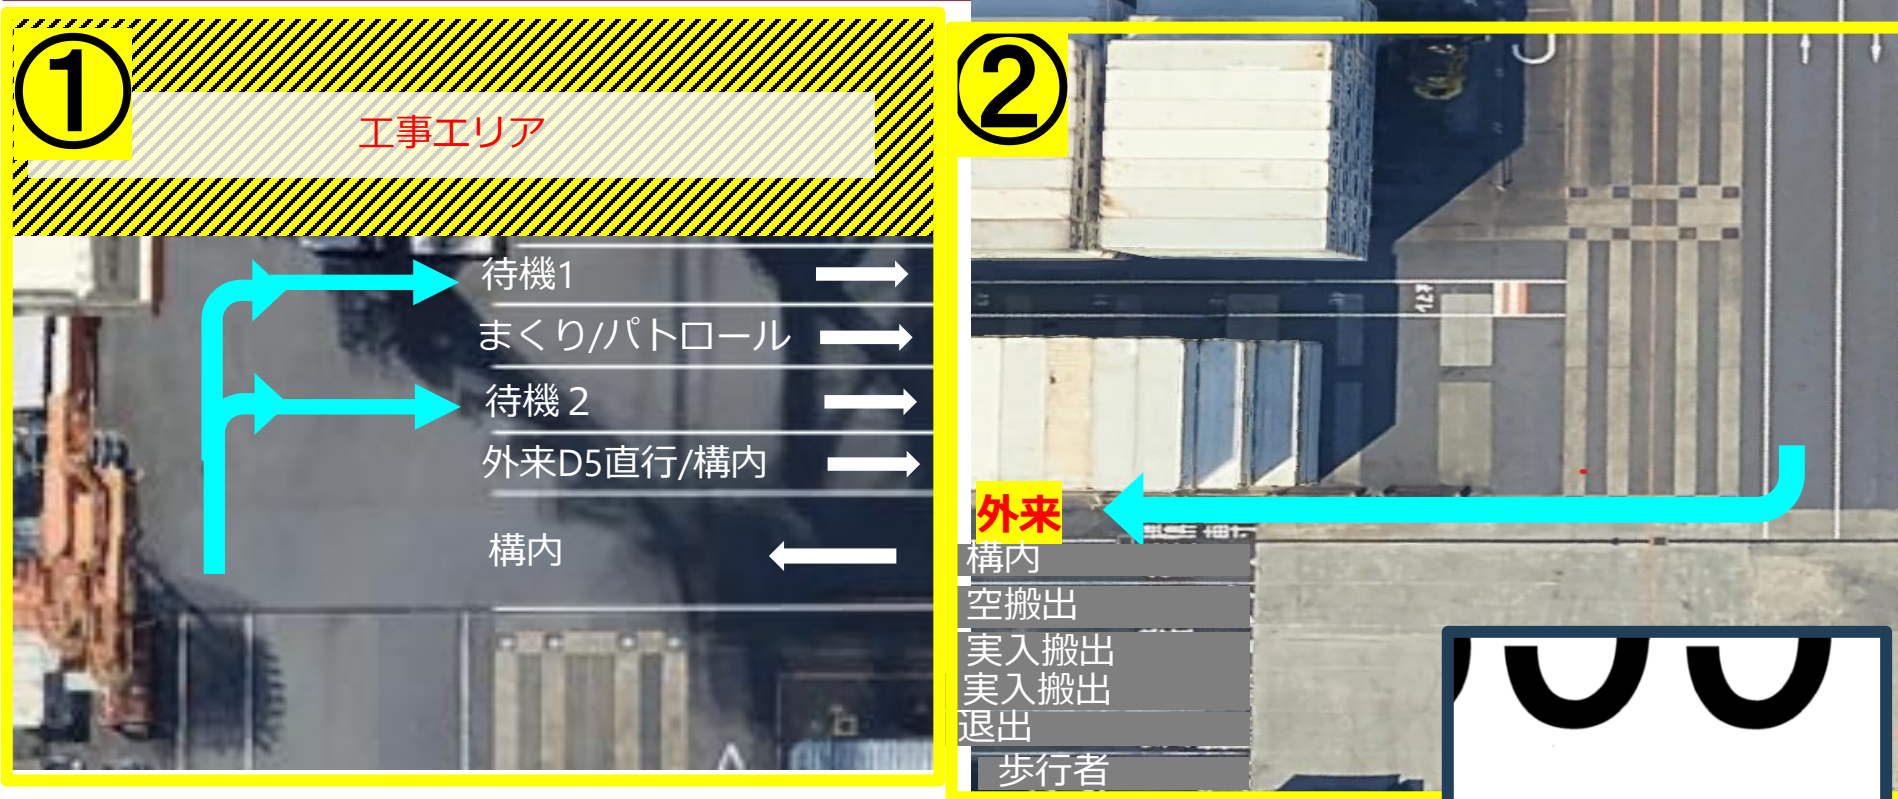 ①
工事エリア
待機1
まくり/パトロール
待機２
外来D5直行/構内
構内
②
外来
構内
空搬出
実入搬出
実入搬出
退出
歩行者